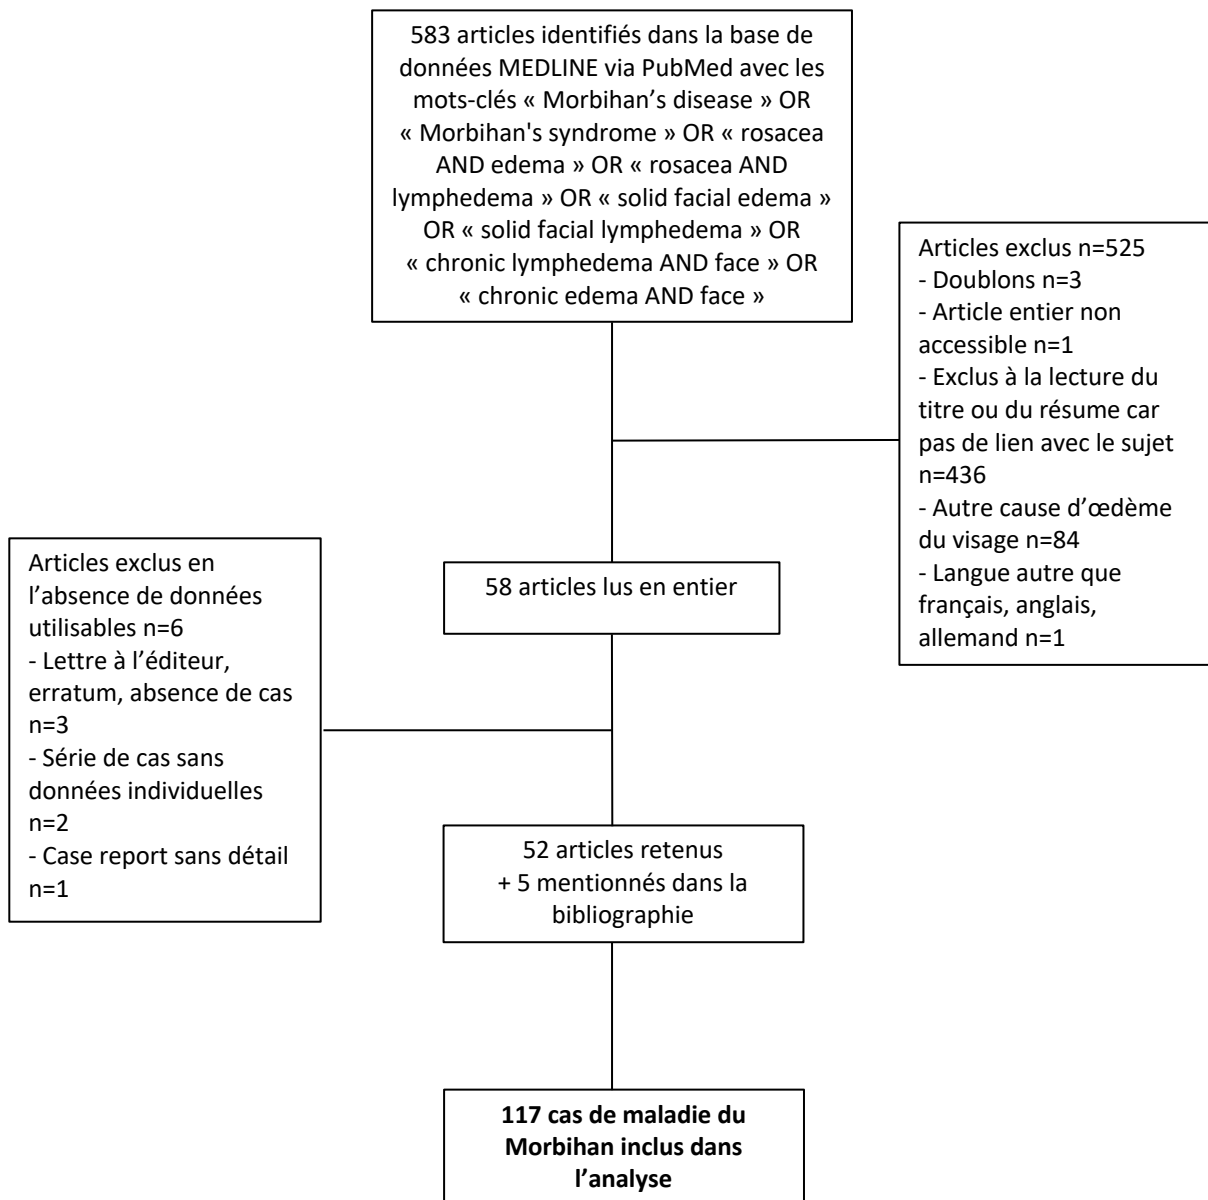 583 articles identifiés dans la base de
données MEDLINE via PubMed avec les
mots-clés « Morbihan’s disease » OR
« Morbihan's syndrome » OR « rosacea
AND edema » OR « rosacea AND
lymphedema » OR « solid facial edema »
OR « solid facial lymphedema » OR
« chronic lymphedema AND face » OR
« chronic edema AND face »
Articles exclus n=525
- Doublons n=3
- Article entier non
accessible n=1
- Exclus à la lecture du
titre ou du résume car
pas de lien avec le sujet
n=436
- Autre cause d’œdème
du visage n=84
- Langue autre que
français, anglais,
allemand n=1
58 articles lus en entier
Articles exclus en
l’absence de données
utilisables n=6
- Lettre à l’éditeur,
erratum, absence de cas
n=3
- Série de cas sans
données individuelles
n=2
- Case report sans détail
n=1
52 articles retenus
+ 5 mentionnés dans la
bibliographie
117 cas de maladie du
Morbihan inclus dans
l’analyse